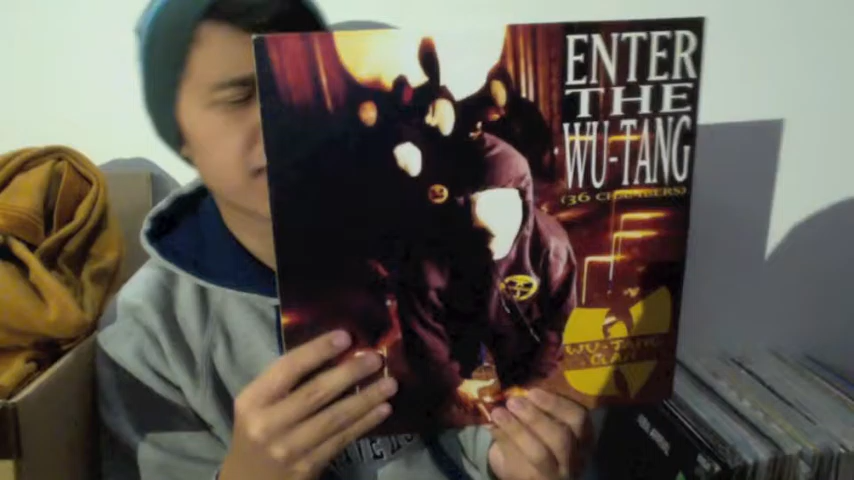 ENTER
THE
WU-TANG
(36 CHAMBERS)
WU-TANG
CLAN